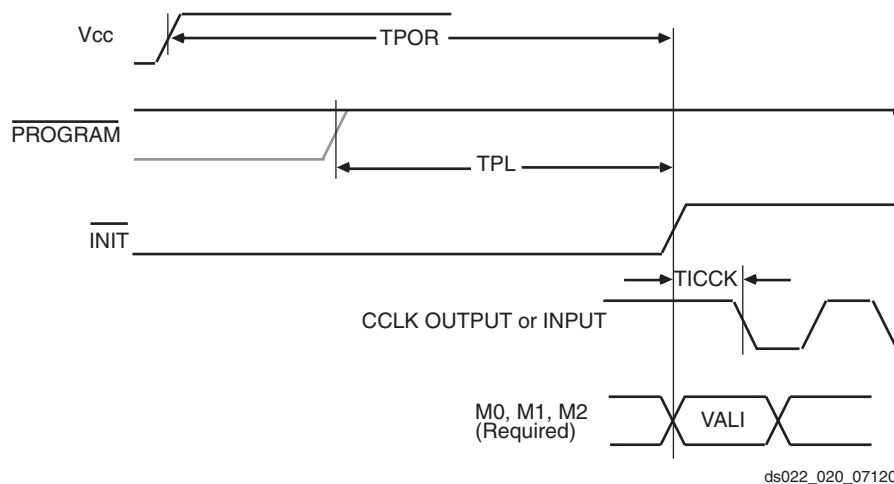 Vcc
TPOR
PROGRAM
TPL
INIT
TICCK
CCLK OUTPUT or INPUT
M0, M1, M2
(Required)
VALI
ds022_020_07120